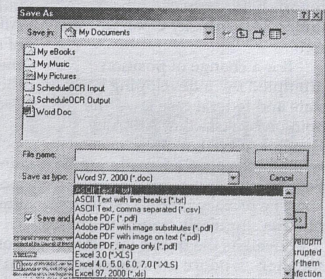 Save As
Save in: My Documents
My eBooks
My Music
My Pictures
ScheduleOCR Input
ScheduleOCR Output
Word Doc
File name:
Save as type: Word 97, 2000 (*.doc) Cancel
ASCII Text (*.txt)
ASCII Text with line breaks (*.txt)
ASCII Text, comma separated (*.csv)
Save and
Adobe PDF (*.pdf)
Adobe PDF with image substitutes (*.pdf)
Adobe PDF with image on text (*.pdf)
Adobe PDF, image only (*.pdf)
Excel 3.0 (*.XLS)
Excel 4.0, 5.0, 6.0, 7.0 (*.XLS)
Excel 97, 2000 (*.xls)